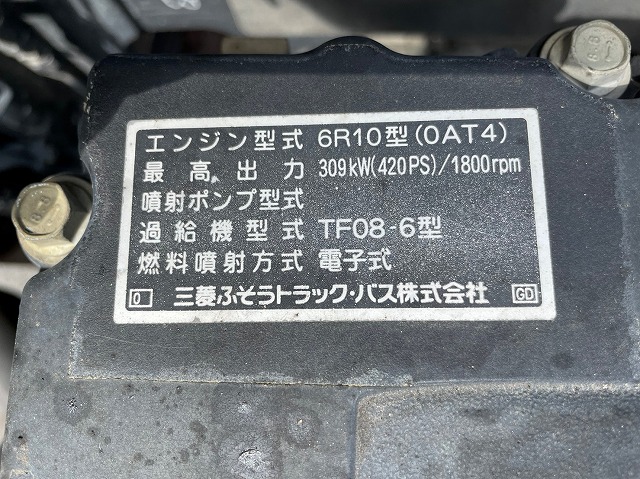 エンジン型式 6R10型(0AT4)
最高出力 309kW(420PS)/1800rpm
噴射ポンプ型式
過給機型式 TF08-6型
燃料噴射方式 電子式
0 三菱ふそうトラック・バス株式会社 GD